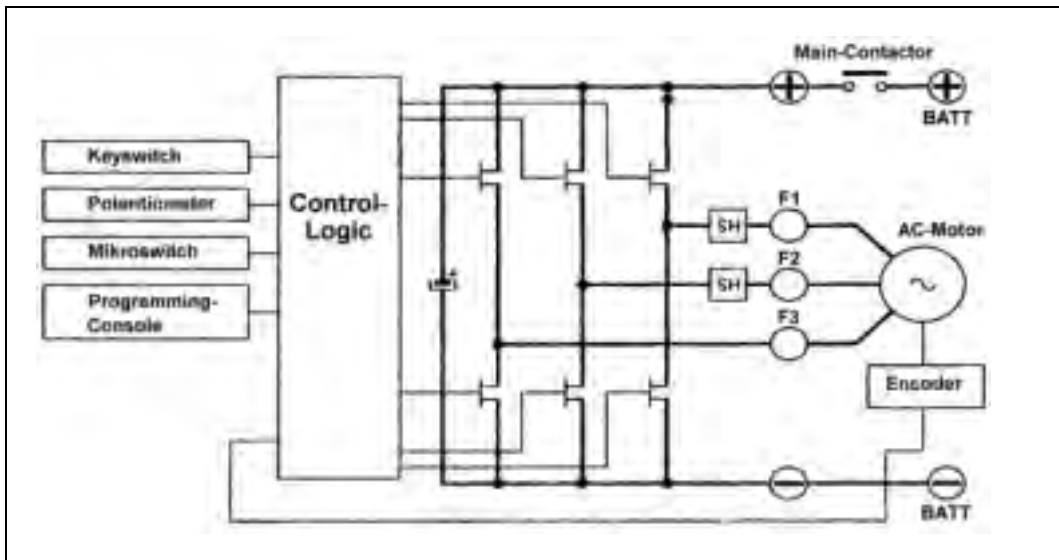 Main-Contactor
BATT
Keyswitch
Potentiometer
Mikroswitch
Programming-
Console
Control-
Logic
SH
F1
SH
F2
F3
AC-Motor
Encoder
BATT